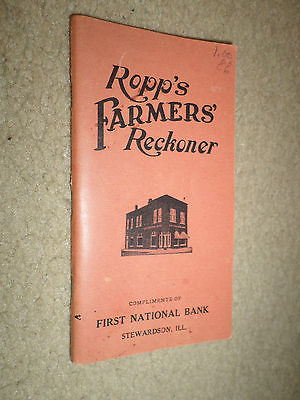 Ropp's
FARMERS'
Reckoner
COMPLIMENTS OF
FIRST NATIONAL BANK
STEWARDSON, ILL.